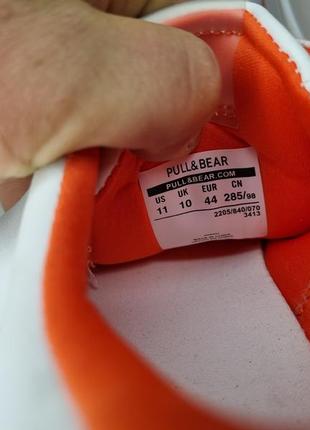 PULL&BEAR
PULL&BEAR.COM
US UK EUR CN
11 10 44 285/98
2205/840/070
3413